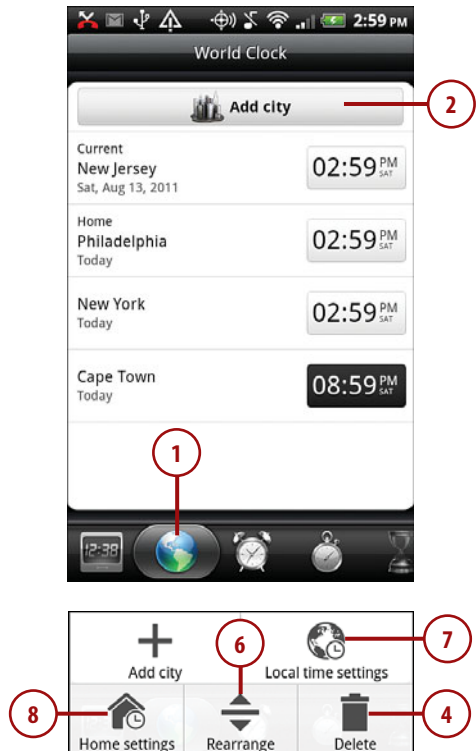 2:59 PM
World Clock
Add city
2
Current
New Jersey
Sat, Aug 13, 2011
02:59 PM SAT
Home
Philadelphia
Today
02:59 PM SAT
New York
Today
02:59 PM SAT
Cape Town
Today
08:59 PM SAT
1
12:38
6
7
Add city
Local time settings
8
4
Home settings
Rearrange
Delete